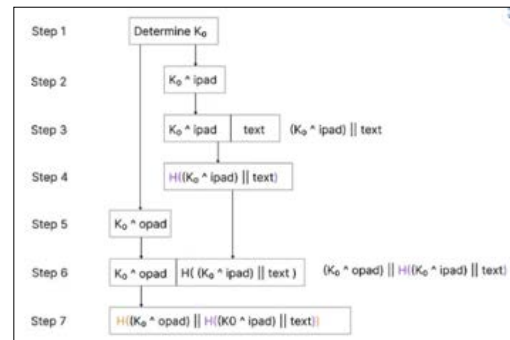 Step 1 Determine K₀
Step 2 K₀ ^ ipad
Step 3 K₀ ^ ipad text (K₀ ^ ipad) || text
Step 4 H((K₀ ^ ipad) || text)
Step 5 K₀ ^ opad
Step 6 K₀ ^ opad H( (K₀ ^ ipad) || text ) (K₀ ^ opad) || H((K₀ ^ ipad) || text)
Step 7 H((K₀ ^ opad) || H((K0 ^ ipad) || text))